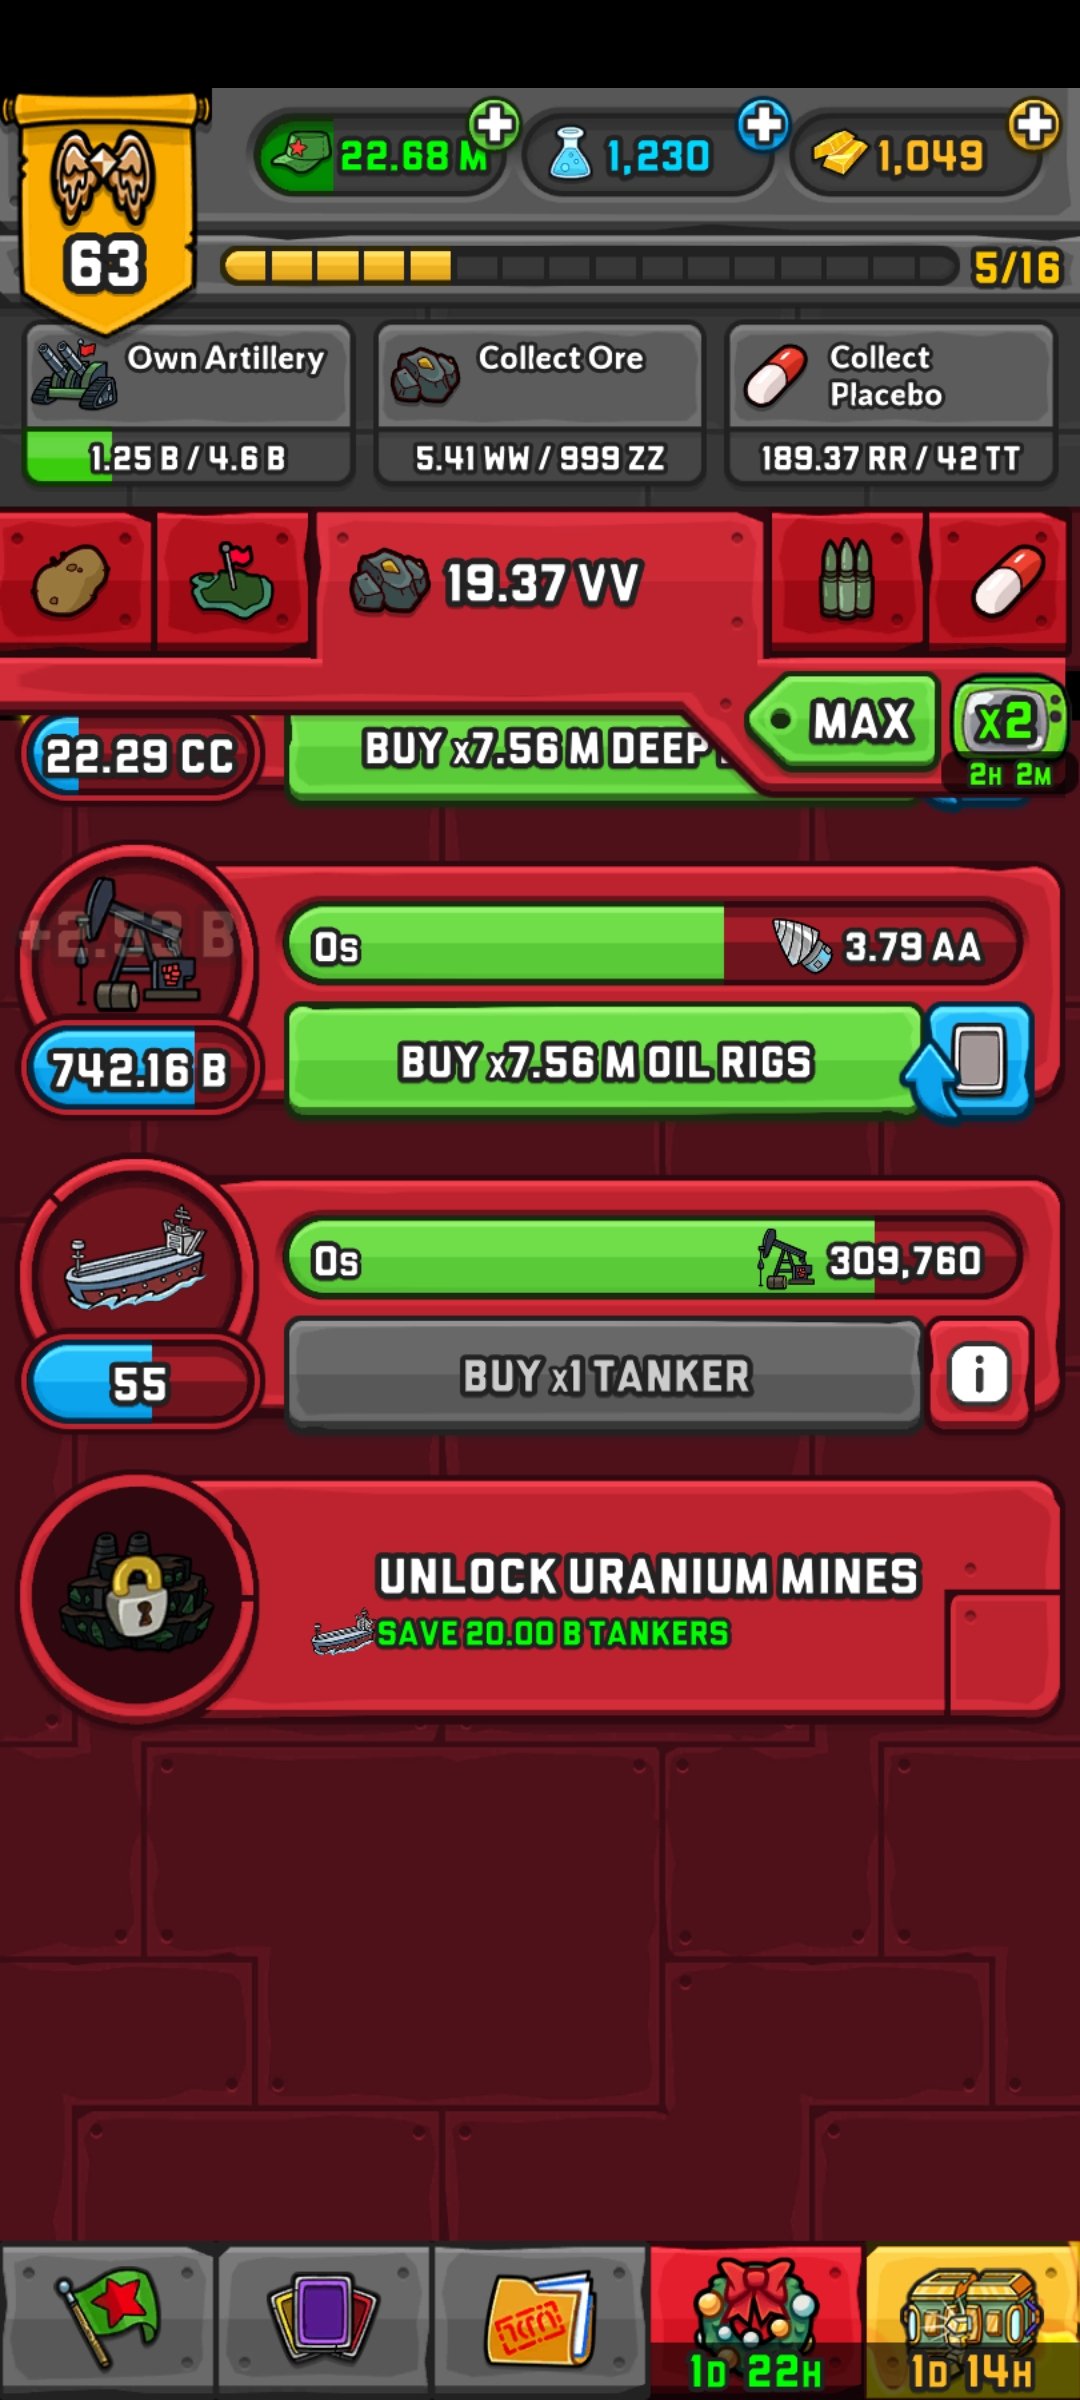 22.68 M
1,230
1,049
63
5/16
Own Artillery
1.25 B / 4.6 B
Collect Ore
5.41 WW / 999 ZZ
Collect
Placebo
189.37 RR / 42 TT
19.37 VV
MAX
x2
2H 2M
22.29 CC
BUY x7.56 M DEEP
+2.53 B
0s
3.79 AA
742.16 B
BUY x7.56 M OIL RIGS
0s
309,760
55
BUY x1 TANKER
i
UNLOCK URANIUM MINES
SAVE 20.00 B TANKERS
1D 22H
1D 14H